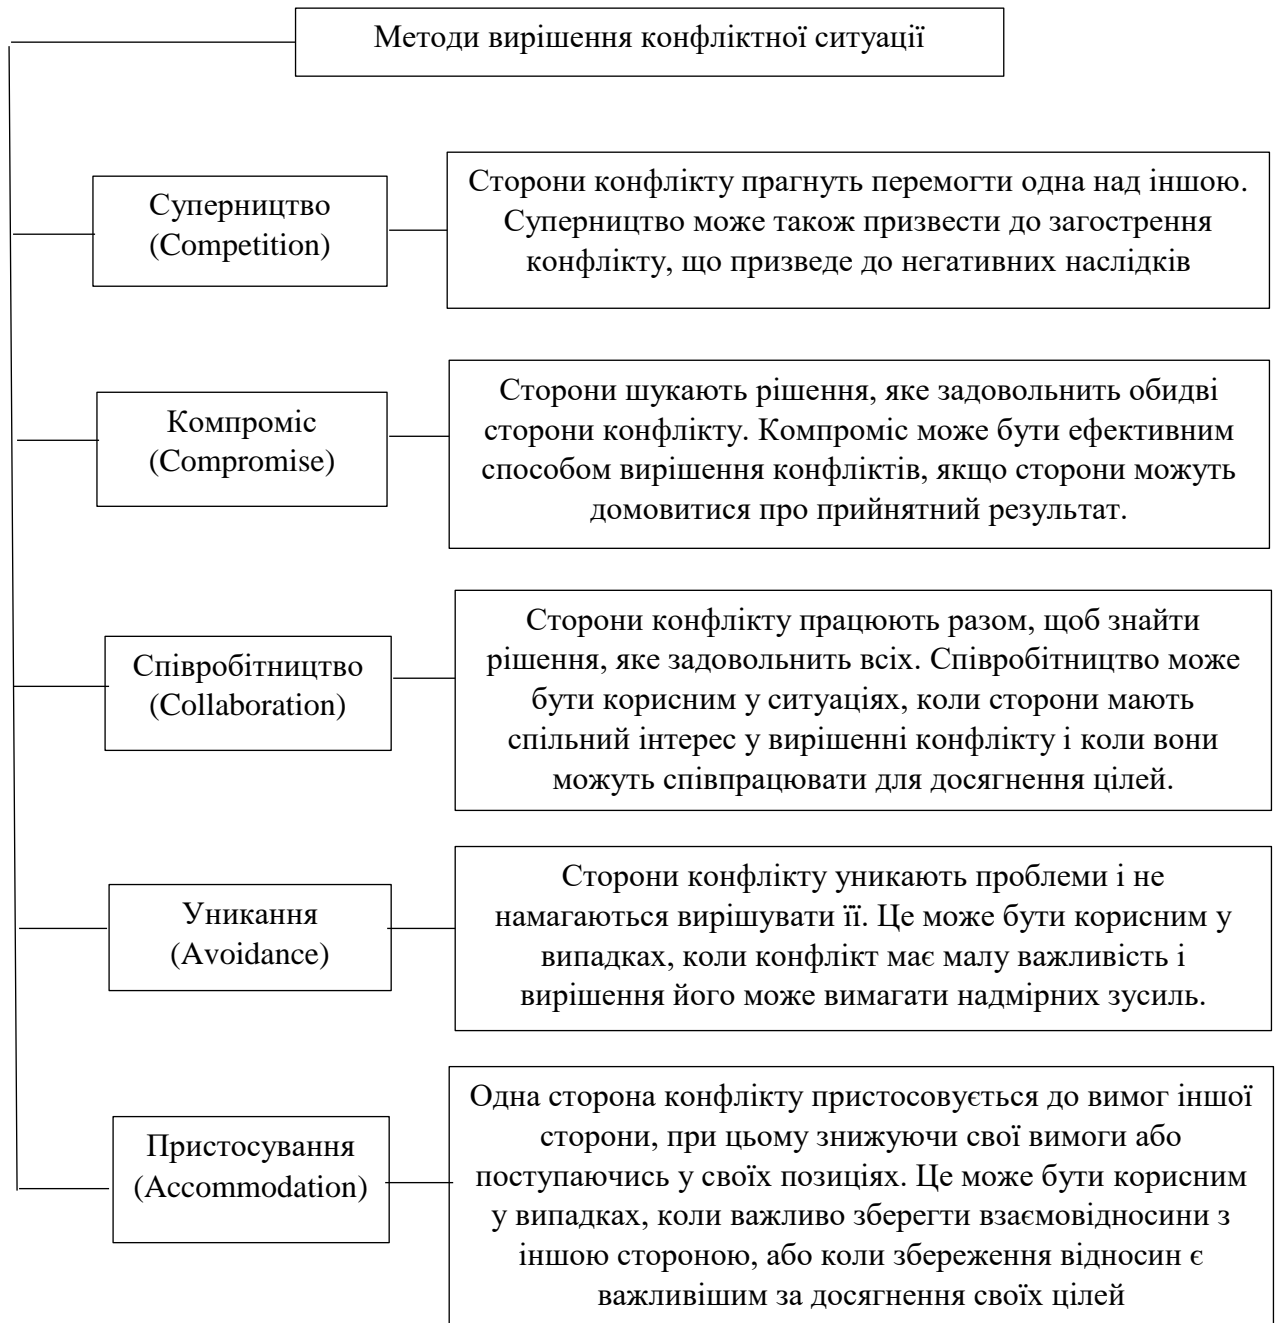 Методи вирішення конфліктної ситуації
Суперництво
(Competition)
Сторони конфлікту прагнуть перемогти одна над іншою.
Суперництво може також призвести до загострення
конфлікту, що призведе до негативних наслідків
Компроміс
(Compromise)
Сторони шукають рішення, яке задовольнить обидві
сторони конфлікту. Компроміс може бути ефективним
способом вирішення конфліктів, якщо сторони можуть
домовитися про прийнятний результат.
Співробітництво
(Collaboration)
Сторони конфлікту працюють разом, щоб знайти
рішення, яке задовольнить всіх. Співробітництво може
бути корисним у ситуаціях, коли сторони мають
спільний інтерес у вирішенні конфлікту і коли вони
можуть співпрацювати для досягнення цілей.
Уникання
(Avoidance)
Сторони конфлікту уникають проблеми і не
намагаються вирішувати її. Це може бути корисним у
випадках, коли конфлікт має малу важливість і
вирішення його може вимагати надмірних зусиль.
Пристосування
(Accommodation)
Одна сторона конфлікту пристосовується до вимог іншої
сторони, при цьому знижуючи свої вимоги або
поступаючись у своїх позиціях. Це може бути корисним
у випадках, коли важливо зберегти взаємовідносини з
іншою стороною, або коли збереження відносин є
важливішим за досягнення своїх цілей